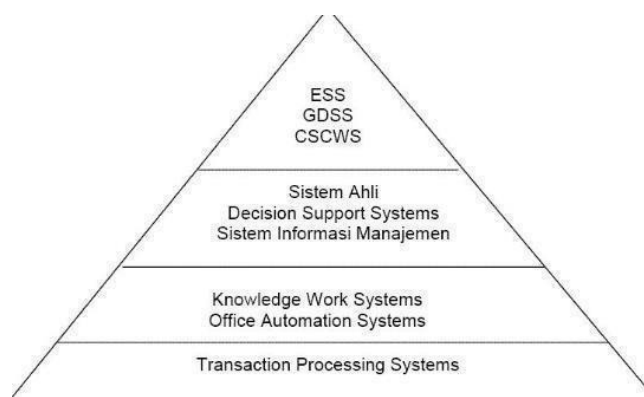 ESS
GDSS
CSCWS
Sistem Ahli
Decision Support Systems
Sistem Informasi Manajemen
Knowledge Work Systems
Office Automation Systems
Transaction Processing Systems